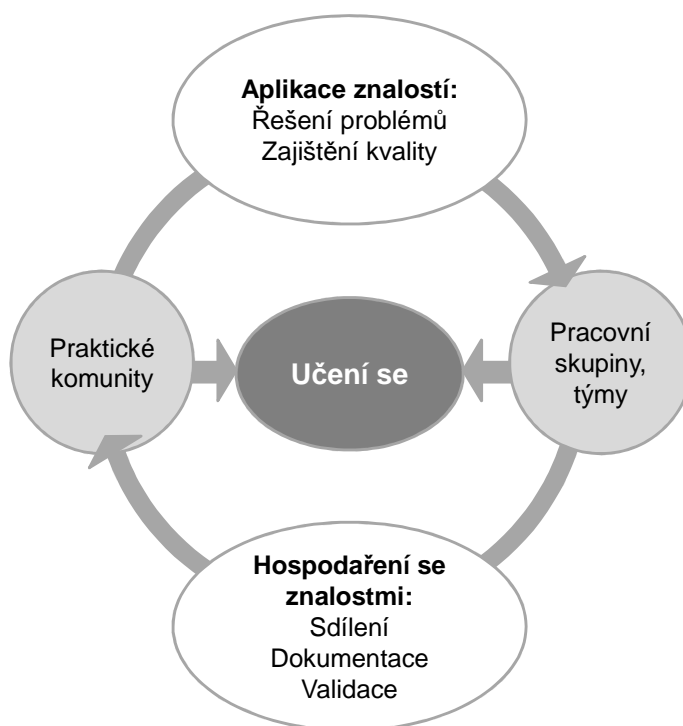 Aplikace znalostí:
Řešení problémů
Zajištění kvality
Praktické
komunity
Učení se
Pracovní
skupiny,
týmy
Hospodaření se
znalostmi:
Sdílení
Dokumentace
Validace